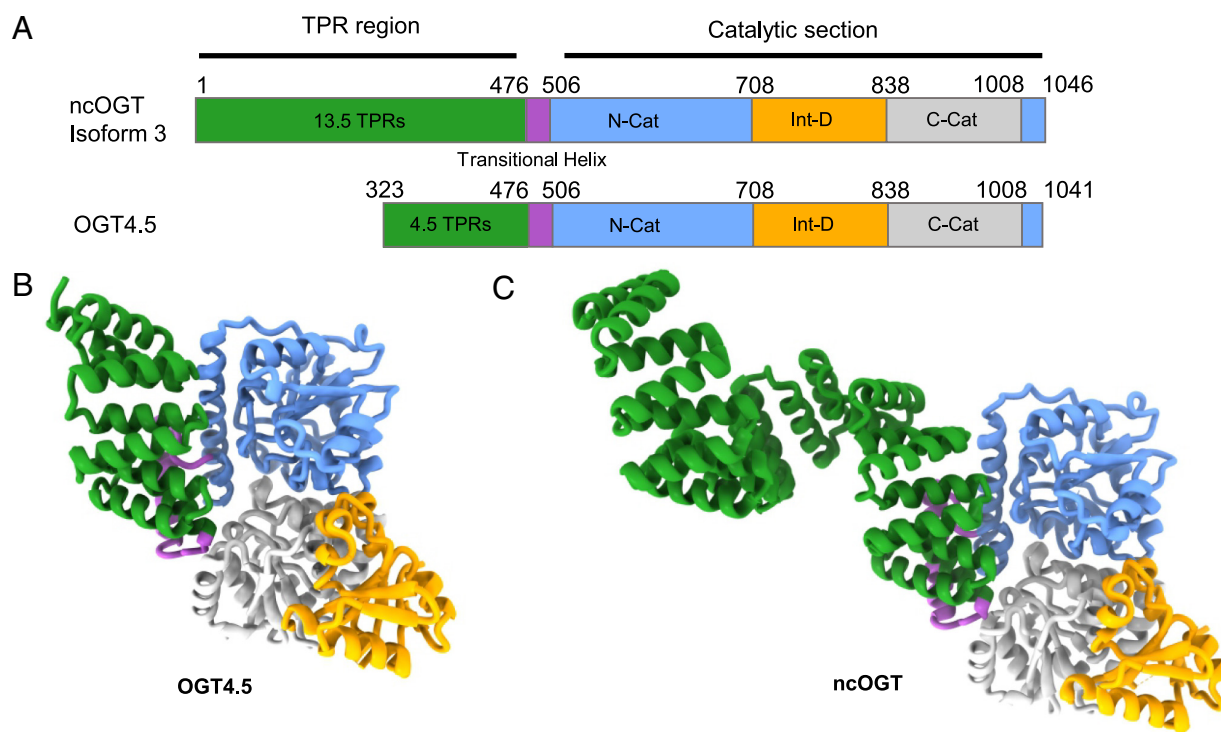 A
TPR region
Catalytic section
1 476 506 708 838 1008 1046
ncOGT
Isoform 3
13.5 TPRs N-Cat Int-D C-Cat
Transitional Helix
323 476 506 708 838 1008 1041
OGT4.5
4.5 TPRs N-Cat Int-D C-Cat
B
C
OGT4.5
ncOGT